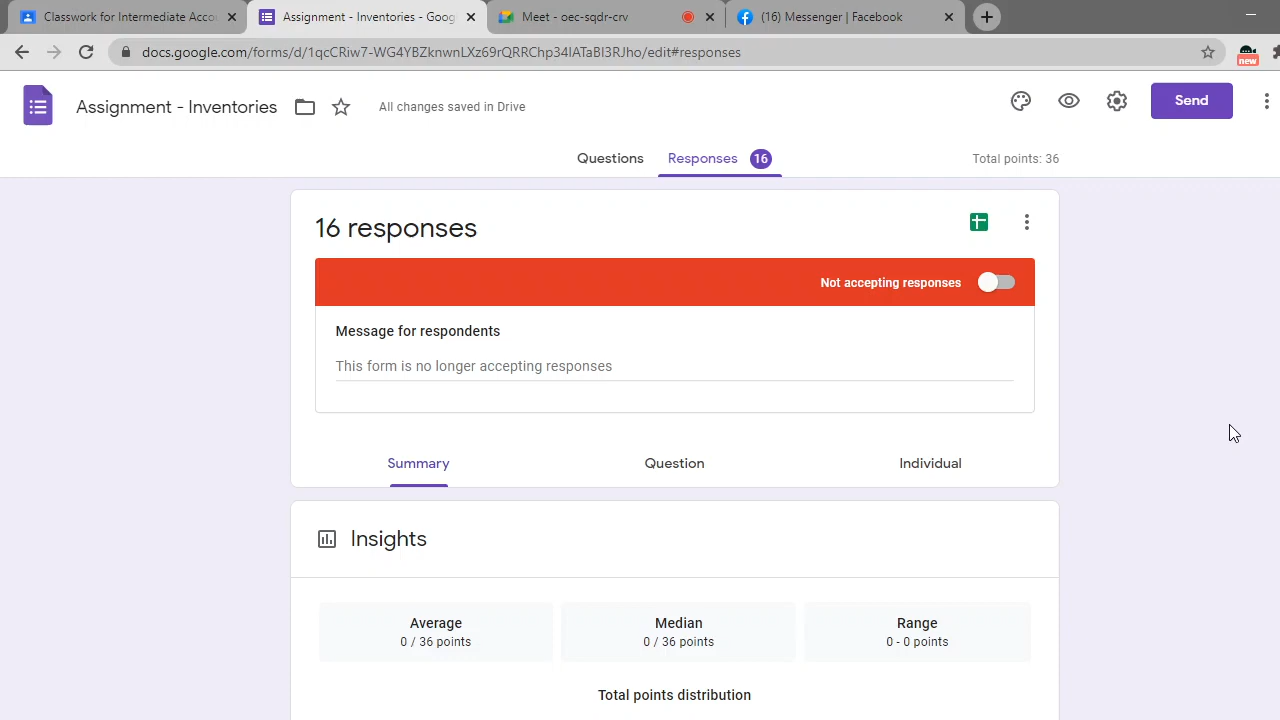 Classwork for Intermediate Accou
Assignment - Inventories - Goog
Meet - oec-sqdr-crv
(16) Messenger | Facebook
docs.google.com/forms/d/1qcCRiw7-WG4YBZknwnLXz69rQRRChp34IATaBI3RJho/edit#responses
new
Assignment - Inventories
All changes saved in Drive
Send
Questions
Responses 16
Total points: 36
16 responses
Not accepting responses
Message for respondents
This form is no longer accepting responses
Summary
Question
Individual
Insights
Average
0 / 36 points
Median
0 / 36 points
Range
0 - 0 points
Total points distribution